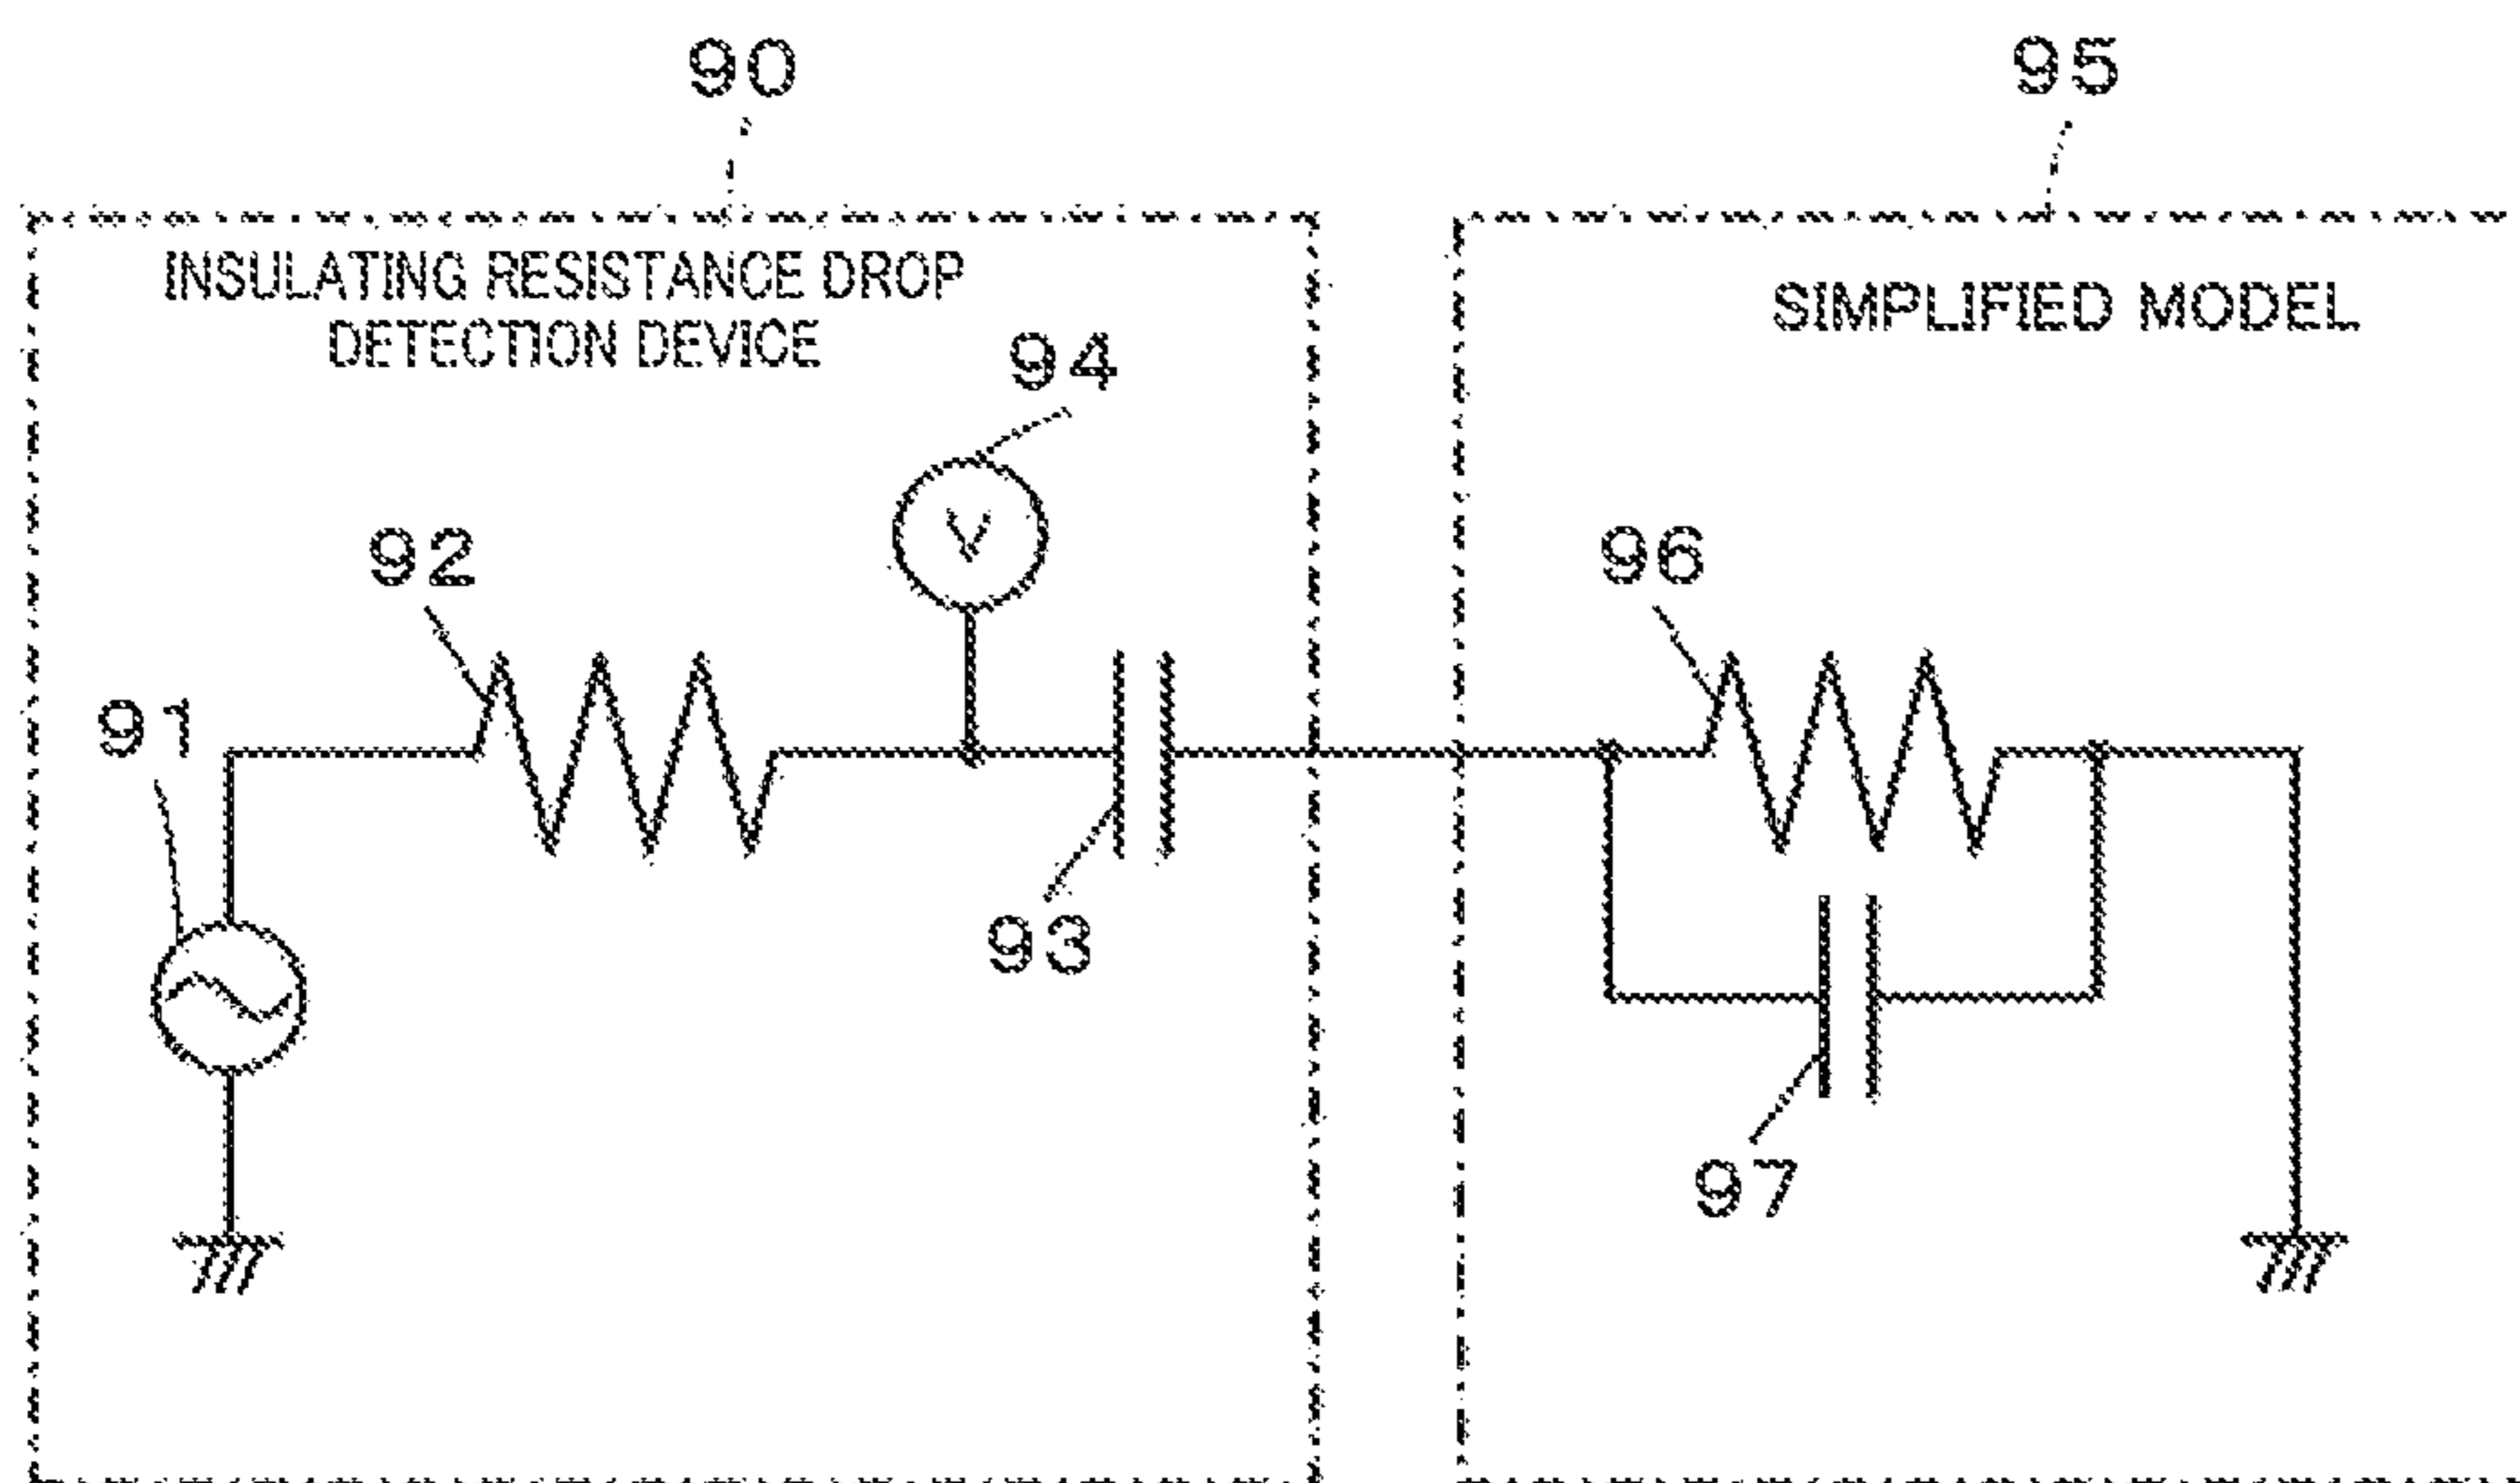 90
95
INSULATING RESISTANCE DROP
DETECTION DEVICE
SIMPLIFIED MODEL
94
V
92
96
91
93
97